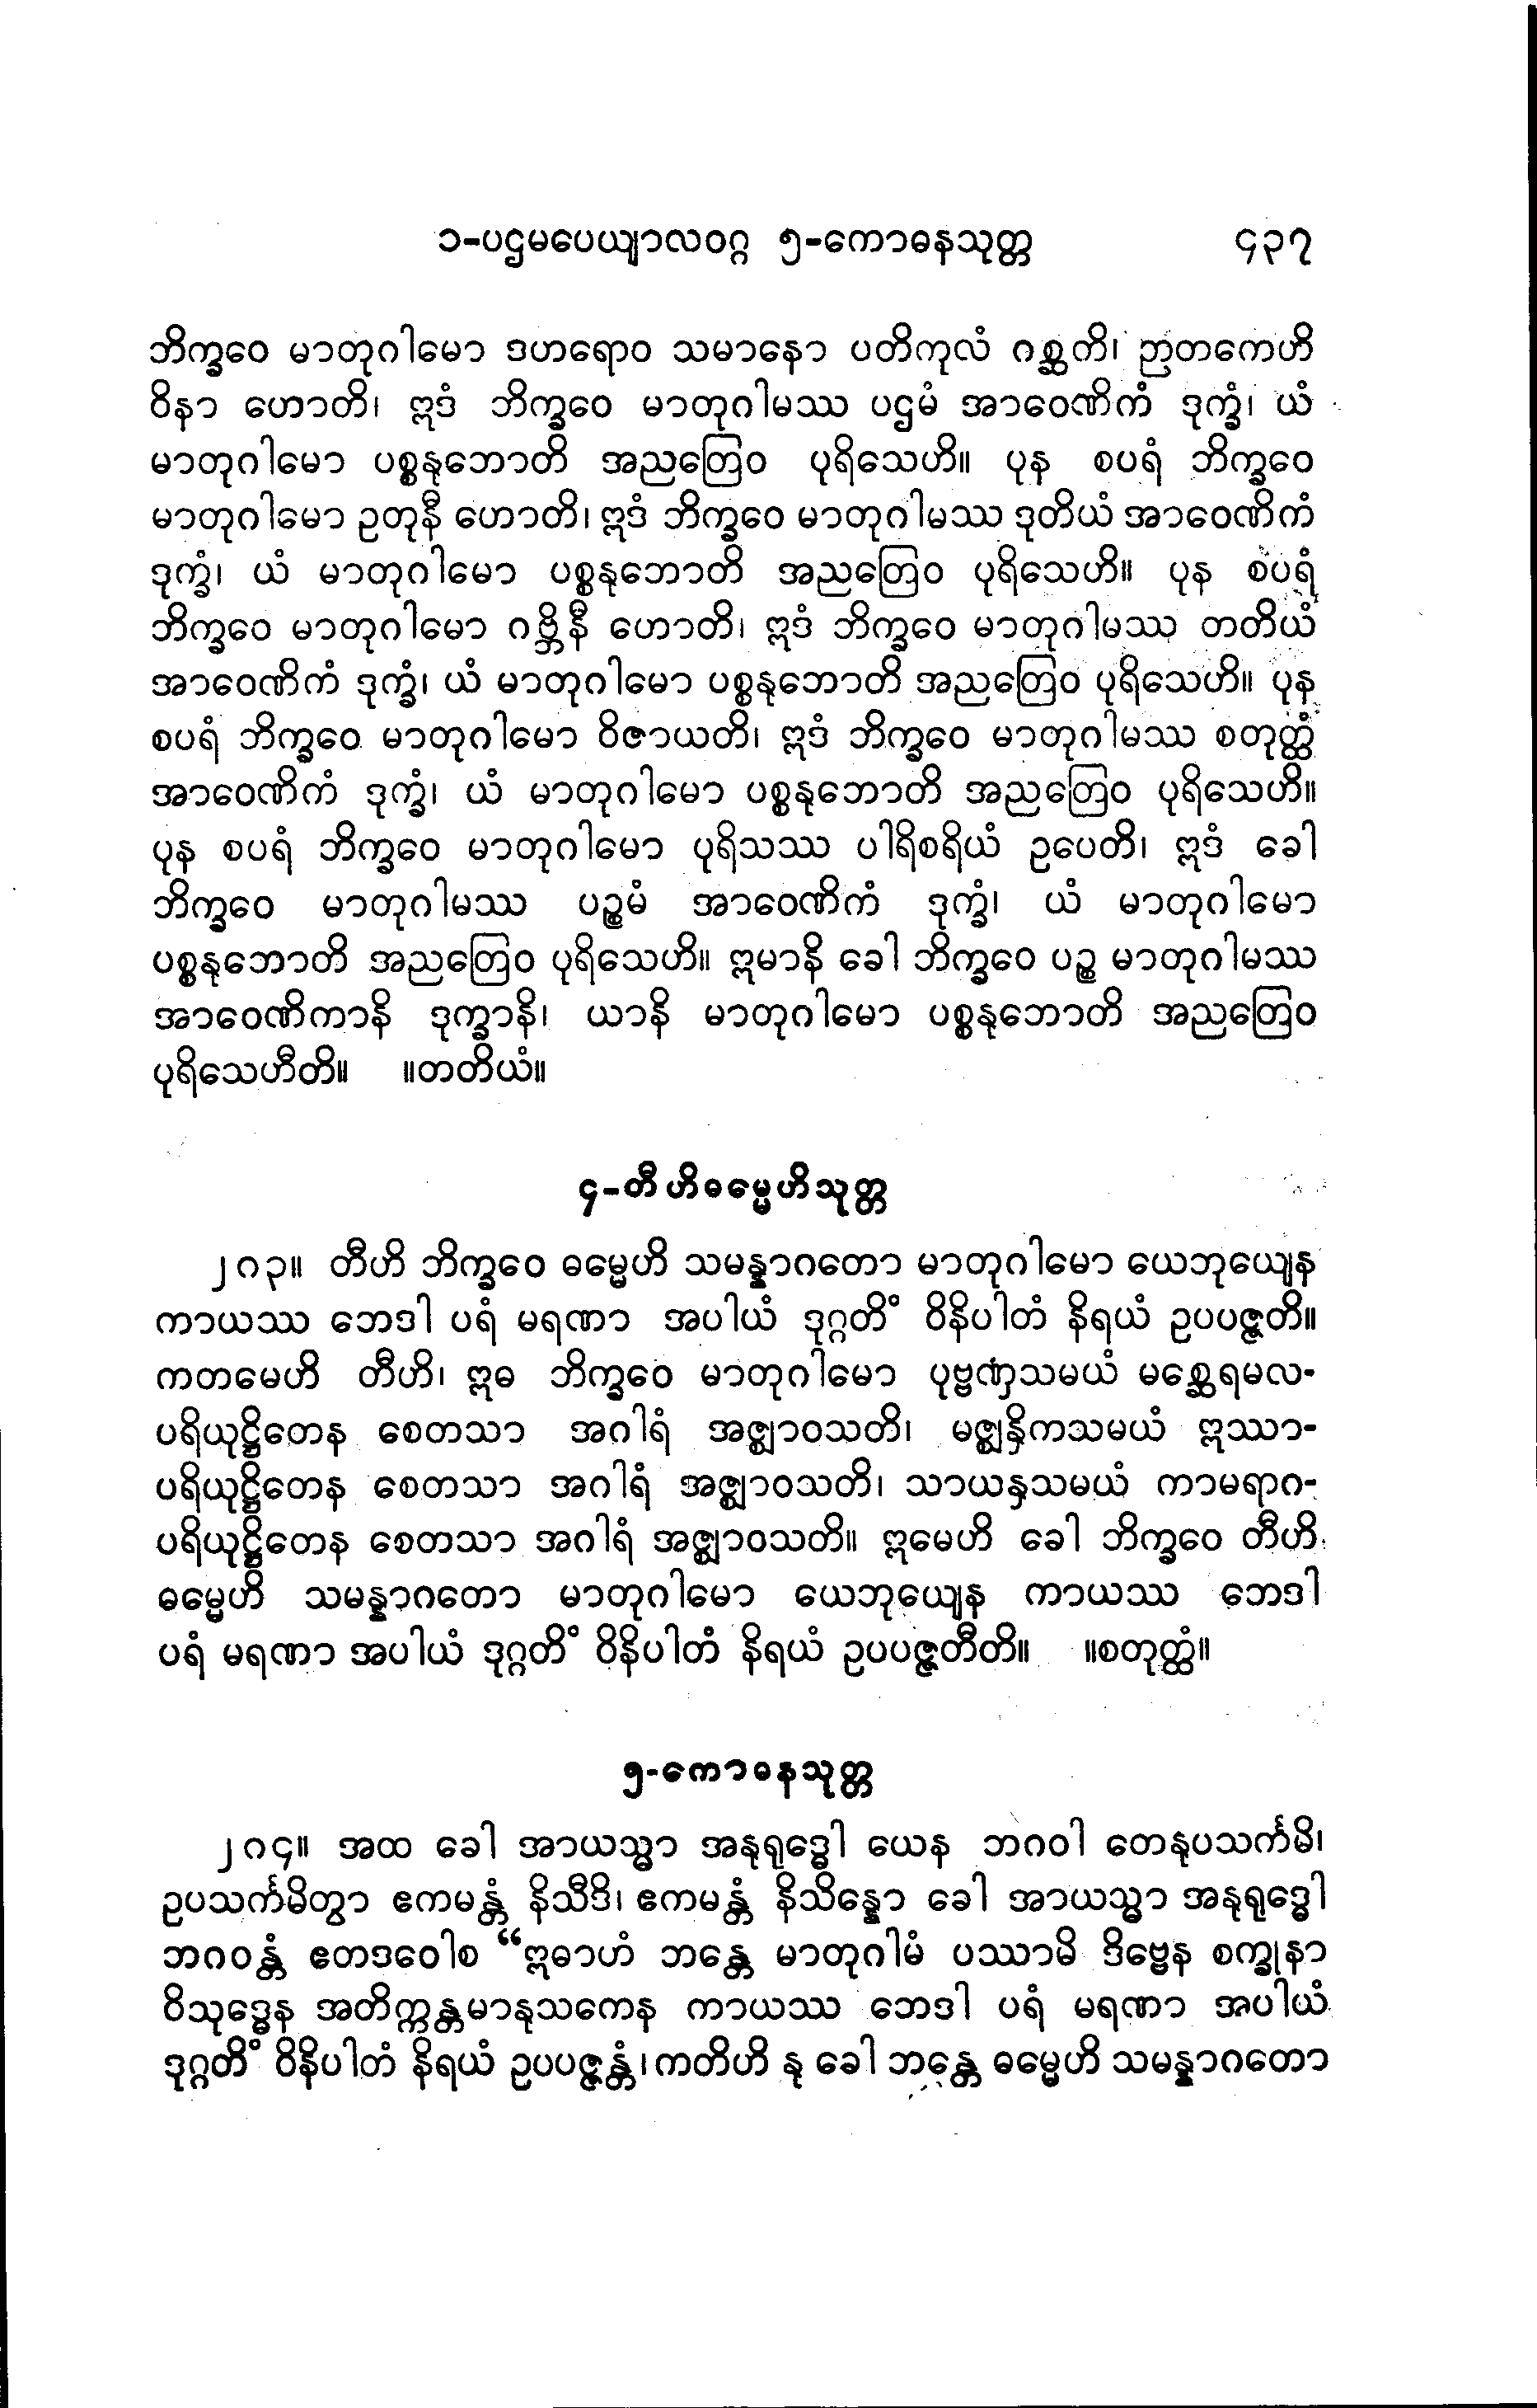 ၁-ပဌမပေယျာလဝဂ္ဂ ၅-ကောဓနသုတ္တ ၄၃၇
ဘိက္ခဝေ မာတုဂါမော ဒဟရောဝ သမာနော ပတိကုလံ ဂစ္ဆကိ၊ ဉာတကေဟိ
ဝိနာ ဟောတိ၊ ဣဒံ ဘိက္ခဝေ မာတုဂါမဿ ပဌမံ အာဝေဏိကံ ဒုက္ခံ၊ ယံ
မာတုဂါမော ပစ္စနုဘောတိ အညတြေဝ ပုရိသေဟိ။ ပုန စပရံ ဘိက္ခဝေ
မာတုဂါမော ဥတုနီ ဟောတိ၊ ဣဒံ ဘိက္ခဝေ မာတုဂါမဿ ဒုတိယံ အာဝေဏိကံ
ဒုက္ခံ၊ ယံ မာတုဂါမော ပစ္စနုဘောတိ အညတြေဝ ပုရိသေဟိ။ ပုန စပရံ
ဘိက္ခဝေ မာတုဂါမော ဂဗ္ဘိနီ ဟောတိ၊ ဣဒံ ဘိက္ခဝေ မာတုဂါမဿ တတိယံ
အာဝေဏိကံ ဒုက္ခံ၊ ယံ မာတုဂါမော ပစ္စနုဘောတိ အညတြေဝ ပုရိသေဟိ။ ပုန
စပရံ ဘိက္ခဝေ မာတုဂါမော ဝိဇာယတိ၊ ဣဒံ ဘိက္ခဝေ မာတုဂါမဿ စတုတ္ထံ
အာဝေဏိကံ ဒုက္ခံ၊ ယံ မာတုဂါမော ပစ္စနုဘောတိ အညတြေဝ ပုရိသေဟိ။
ပုန စပရံ ဘိက္ခဝေ မာတုဂါမော ပုရိသဿ ပါရိစရိယံ ဥပေတိ၊ ဣဒံ ခေါ
ဘိက္ခဝေ မာတုဂါမဿ ပဉ္စမံ အာဝေဏိကံ ဒုက္ခံ၊ ယံ မာတုဂါမော
ပစ္စနုဘောတိ အညတြေဝ ပုရိသေဟိ။ ဣမာနိ ခေါ ဘိက္ခဝေ ပဉ္စ မာတုဂါမဿ
အာဝေဏိကာနိ ဒုက္ခာနိ၊ ယာနိ မာတုဂါမော ပစ္စနုဘောတိ အညတြေဝ
ပုရိသေဟီတိ။ ။တတိယံ။
၄-တီဟိဓမ္မေဟိသုတ္တ
၂၈၃။ တီဟိ ဘိက္ခဝေ ဓမ္မေဟိ သမန္နာဂတော မာတုဂါမော ယေဘုယျေန
ကာယဿ ဘေဒါ ပရံ မရဏာ အပါယံ ဒုဂ္ဂတိံ ဝိနိပါတံ နိရယံ ဥပပဇ္ဇတိ။
ကတမေဟိ တီဟိ၊ ဣဓ ဘိက္ခဝေ မာတုဂါမော ပုဗ္ဗဏှသမယံ မစ္ဆေရမလ-
ပရိယုဋ္ဌိတေန စေတသာ အဂါရံ အဇ္ဈာဝသတိ၊ မဇ္ဈနှိကသမယံ ဣဿာ-
ပရိယုဋ္ဌိတေန စေတသာ အဂါရံ အဇ္ဈာဝသတိ၊ သာယနှသမယံ ကာမရာဂ-
ပရိယုဋ္ဌိတေန စေတသာ အဂါရံ အဇ္ဈာဝသတိ။ ဣမေဟိ ခေါ ဘိက္ခဝေ တီဟိ
ဓမ္မေဟိ သမန္နာဂတော မာတုဂါမော ယေဘုယျေန ကာယဿ ဘေဒါ
ပရံ မရဏာ အပါယံ ဒုဂ္ဂတိံ ဝိနိပါတံ နိရယံ ဥပပဇ္ဇတီတိ။ ။စတုတ္ထံ။
၅-ကောဓနသုတ္တ
၂၈၄။ အထ ခေါ အာယသ္မာ အနုရုဒ္ဓေါ ယေန ဘဂဝါ တေနုပသင်္ကမိ၊
ဥပသင်္ကမိတွာ ဧကမန္တံ နိသီဒိ၊ ဧကမန္တံ နိသိန္နော ခေါ အာယသ္မာ အနုရုဒ္ဓေါ
ဘဂဝန္တံ ဧတဒဝေါစ “ဣဓာဟံ ဘန္တေ မာတုဂါမံ ပဿာမိ ဒိဗ္ဗေန စက္ခုနာ
ဝိသုဒ္ဓေန အတိက္ကန္တမာနုသကေန ကာယဿ ဘေဒါ ပရံ မရဏာ အပါယံ
ဒုဂ္ဂတိံ ဝိနိပါတံ နိရယံ ဥပပဇ္ဇန္တံ၊ ကတိဟိ နု ခေါ ဘန္တေ ဓမ္မေဟိ သမန္နာဂတော